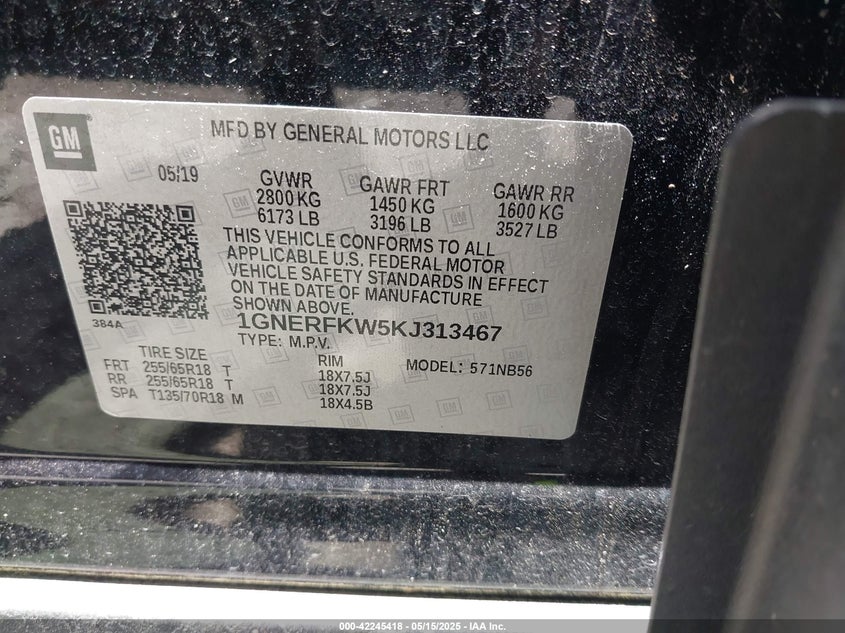 GM
MFD BY GENERAL MOTORS LLC
05/19
GVWR
2800 KG
6173 LB
GAWR FRT
1450 KG
3196 LB
GAWR RR
1600 KG
3527 LB
THIS VEHICLE CONFORMS TO ALL
APPLICABLE U.S. FEDERAL MOTOR
VEHICLE SAFETY STANDARDS IN EFFECT
ON THE DATE OF MANUFACTURE
SHOWN ABOVE.
384A
1GNERFKW5KJ313467
TYPE: M.P.V.
MODEL: 571NB56
TIRE SIZE RIM
FRT 255/65R18 T 18X7.5J
RR 255/65R18 T 18X7.5J
SPA T135/70R18 M 18X4.5B
000-42245418 - 05/15/2025 - IAA Inc.